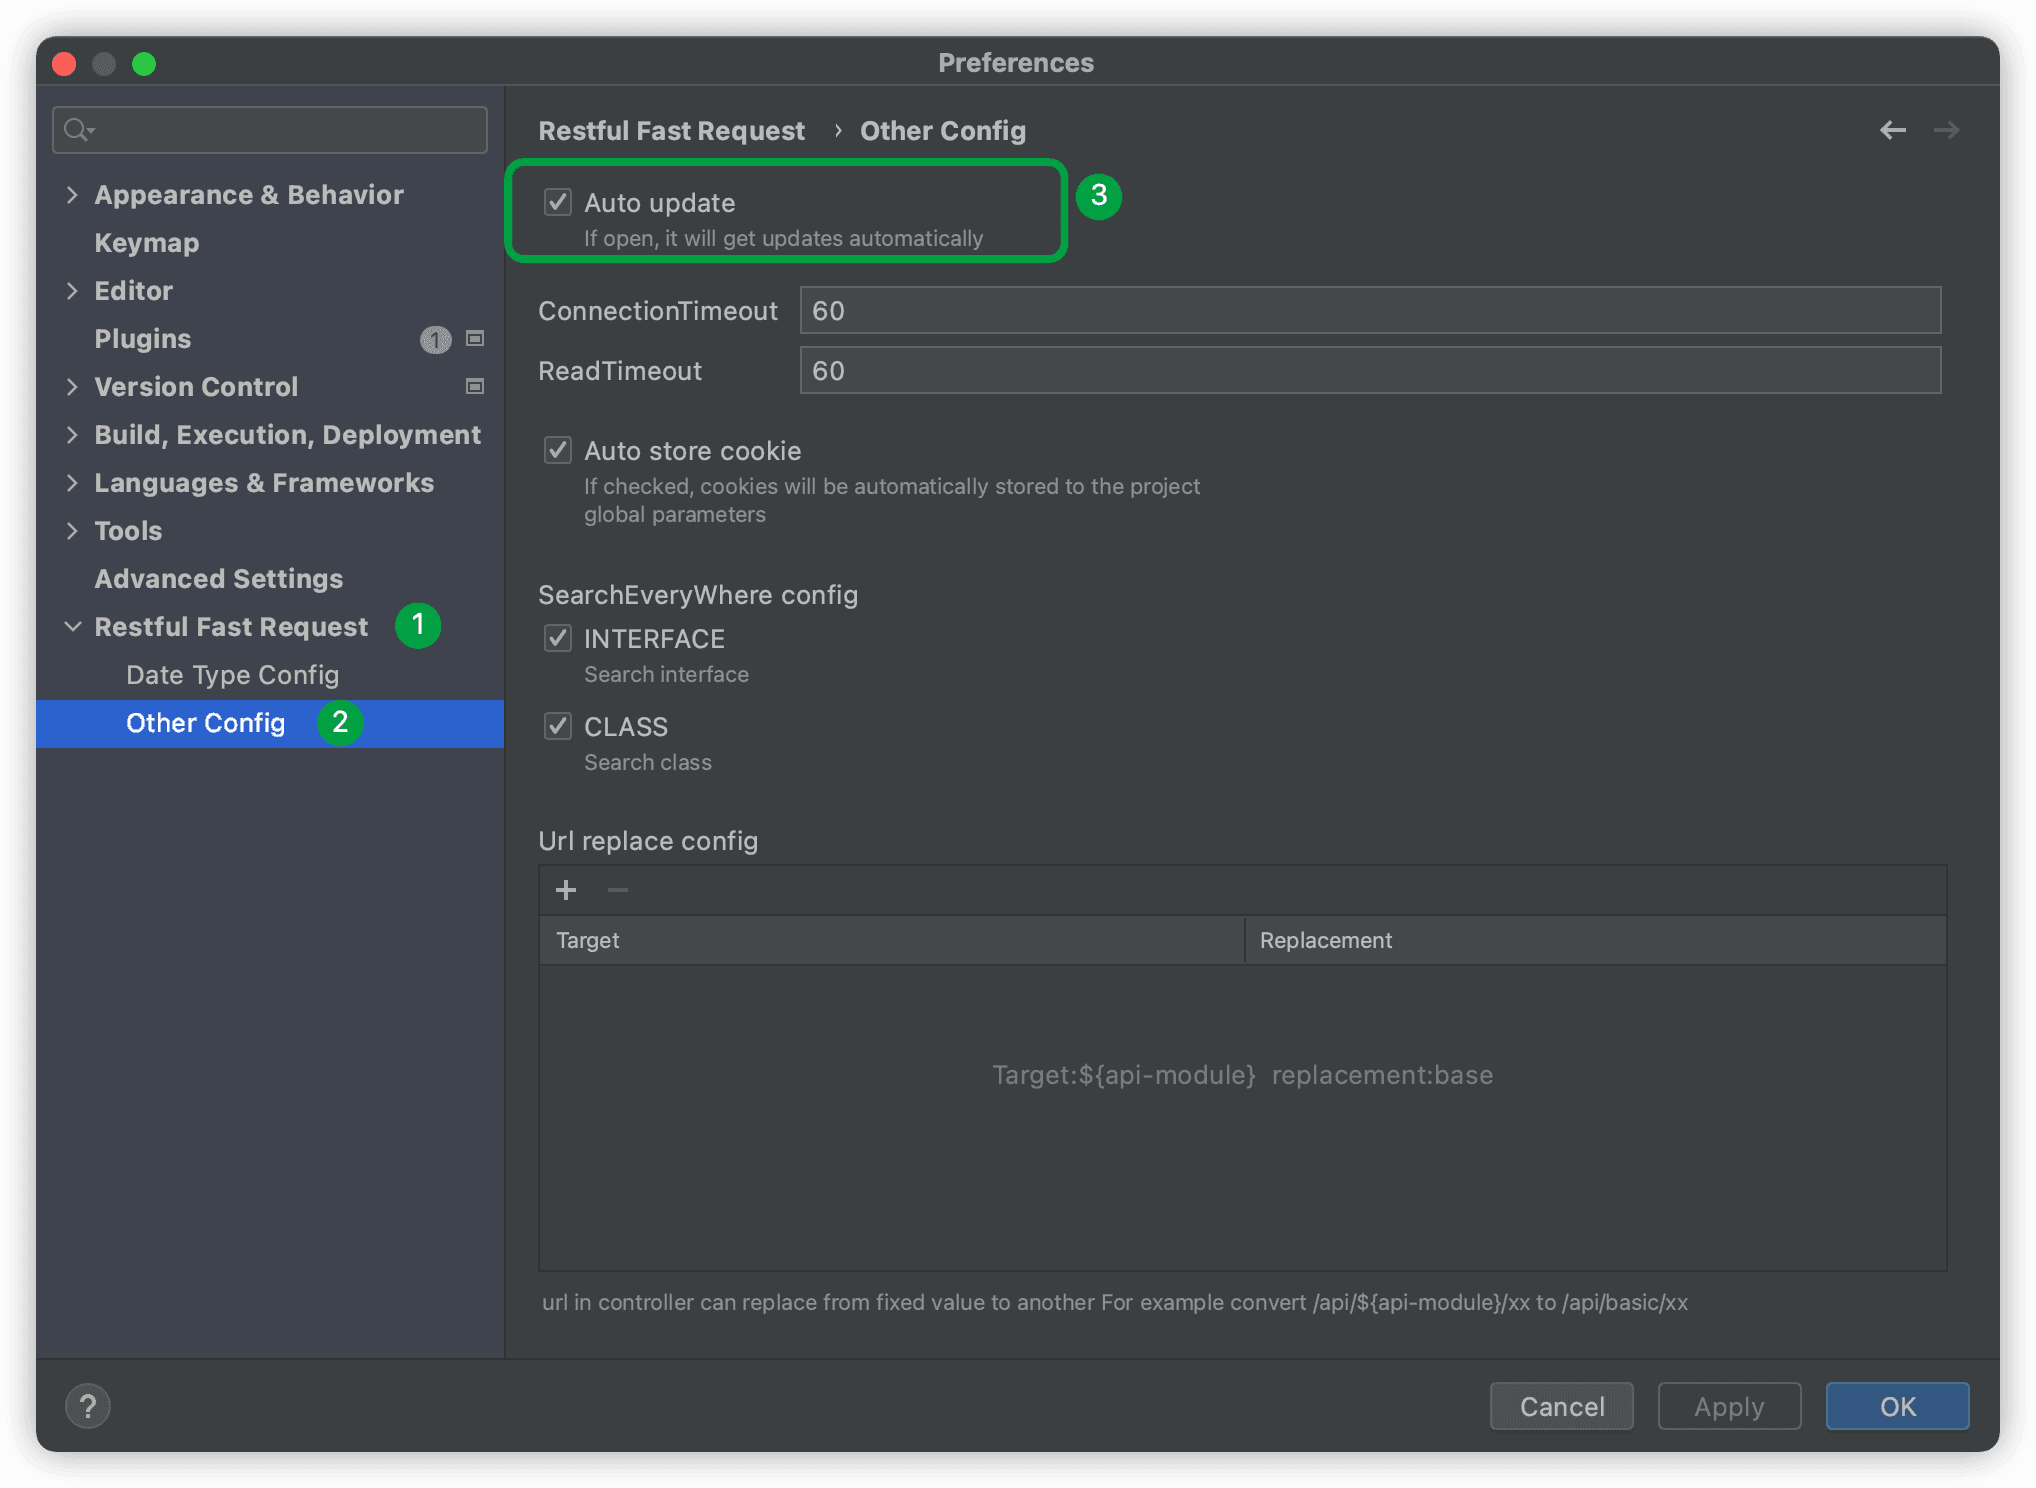 Preferences
Appearance & Behavior
Keymap
Editor
Plugins 1
Version Control
Build, Execution, Deployment
Languages & Frameworks
Tools
Advanced Settings
Restful Fast Request 1
Date Type Config
Other Config 2
Restful Fast Request › Other Config
Auto update 3
If open, it will get updates automatically
ConnectionTimeout 60
ReadTimeout 60
Auto store cookie
If checked, cookies will be automatically stored to the project
global parameters
SearchEveryWhere config
INTERFACE
Search interface
CLASS
Search class
Url replace config
Target Replacement
Target:${api-module} replacement:base
url in controller can replace from fixed value to another For example convert /api/${api-module}/xx to /api/basic/xx
? Cancel Apply OK